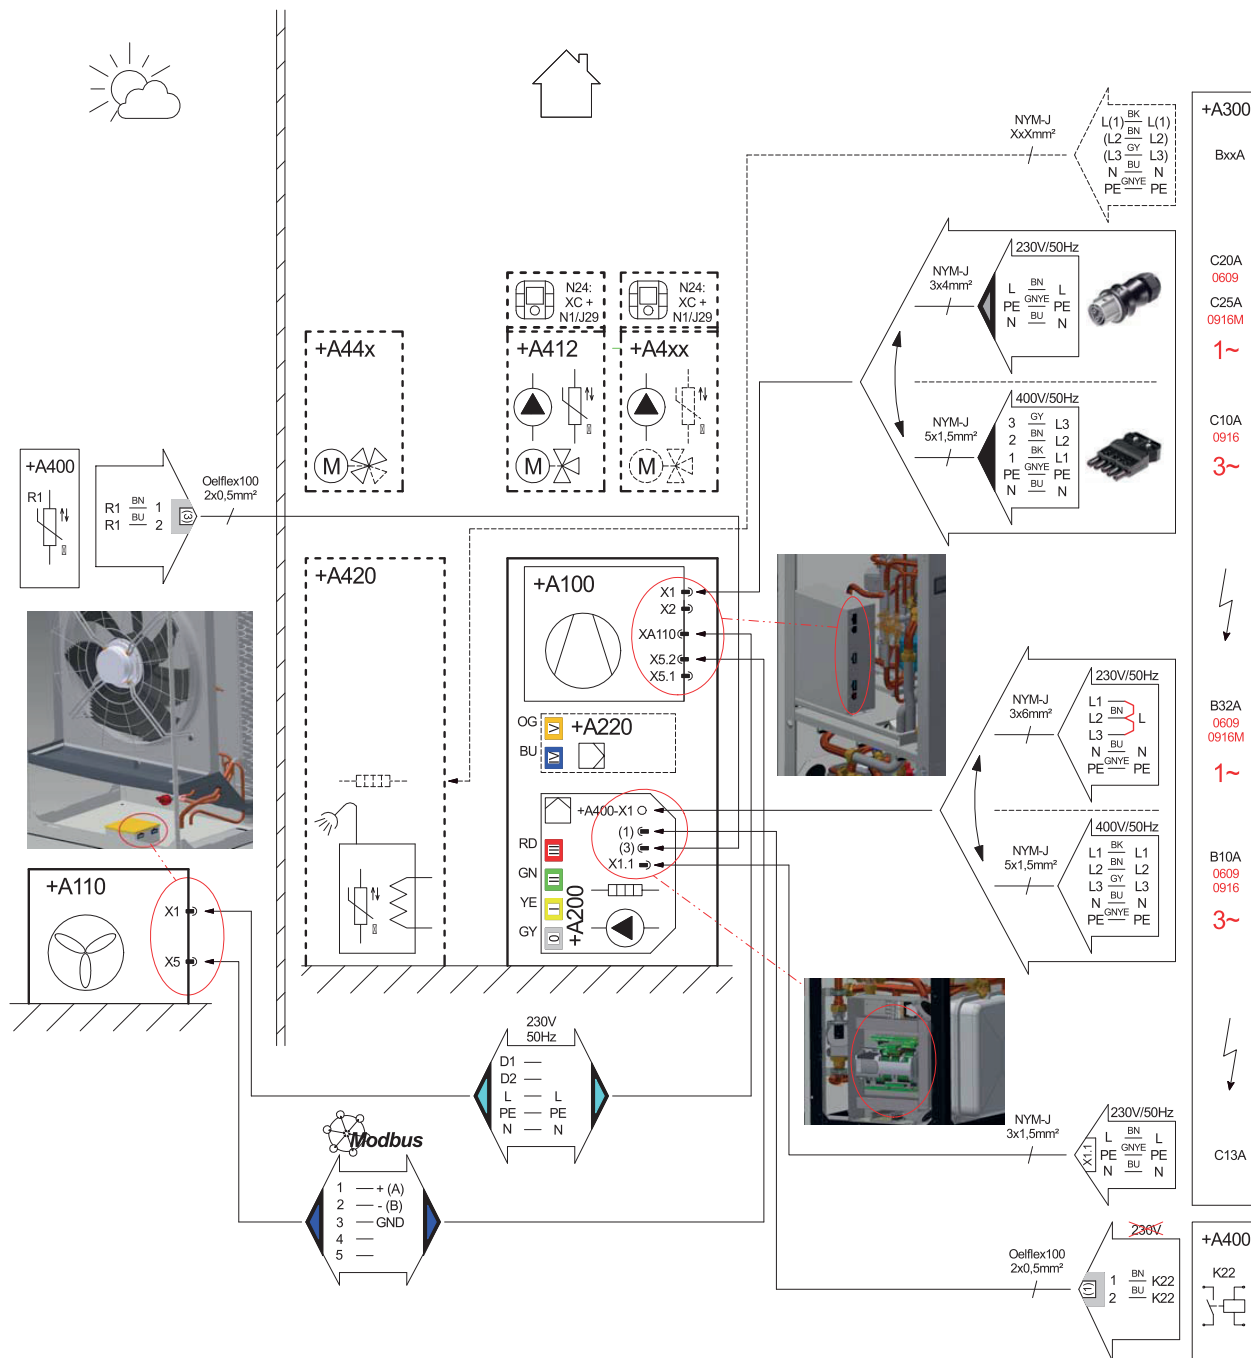 +A300
BxxA
NYM-J
XxXmm²
L(1) BK L(1)
(L2 BN L2)
(L3 GY L3)
N BU N
PE GNYE PE
230V/50Hz
NYM-J
3x4mm²
L BN L
PE GNYE PE
N BU N
C20A
0609
C25A
0916M
1~
400V/50Hz
NYM-J
5x1,5mm²
3 GY L3
2 BN L2
1 BK L1
PE GNYE PE
N BU N
C10A
0916
3~
N24:
XC +
N1/J29
N24:
XC +
N1/J29
+A44x
M
+A412
M
+A4xx
M
+A400
R1
R1 BN 1
R1 BU 2
(3)
Oelflex100
2x0,5mm²
+A420
+A100
X1
X2
XA110
X5.2
X5.1
OG V
BU IV
+A220
+A400-X1
(1)
(3)
X1.1
RD III
GN II
YE I
GY 0
+A200
230V/50Hz
NYM-J
3x6mm²
L1
L2 BN L
L3
N BU N
PE GNYE PE
B32A
0609
0916M
1~
400V/50Hz
NYM-J
5x1,5mm²
L1 BK L1
L2 BN L2
L3 GY L3
N BU N
PE GNYE PE
B10A
0609
0916
3~
+A110
X1
X5
230V
50Hz
D1
D2
L L
PE PE
N N
Modbus
1 + (A)
2 - (B)
3 GND
4
5
230V/50Hz
NYM-J
3x1,5mm²
X1.1
L BN L
PE GNYE PE
N BU N
C13A
230V
Oelflex100
2x0,5mm²
(1)
1 BN K22
2 BU K22
+A400
K22